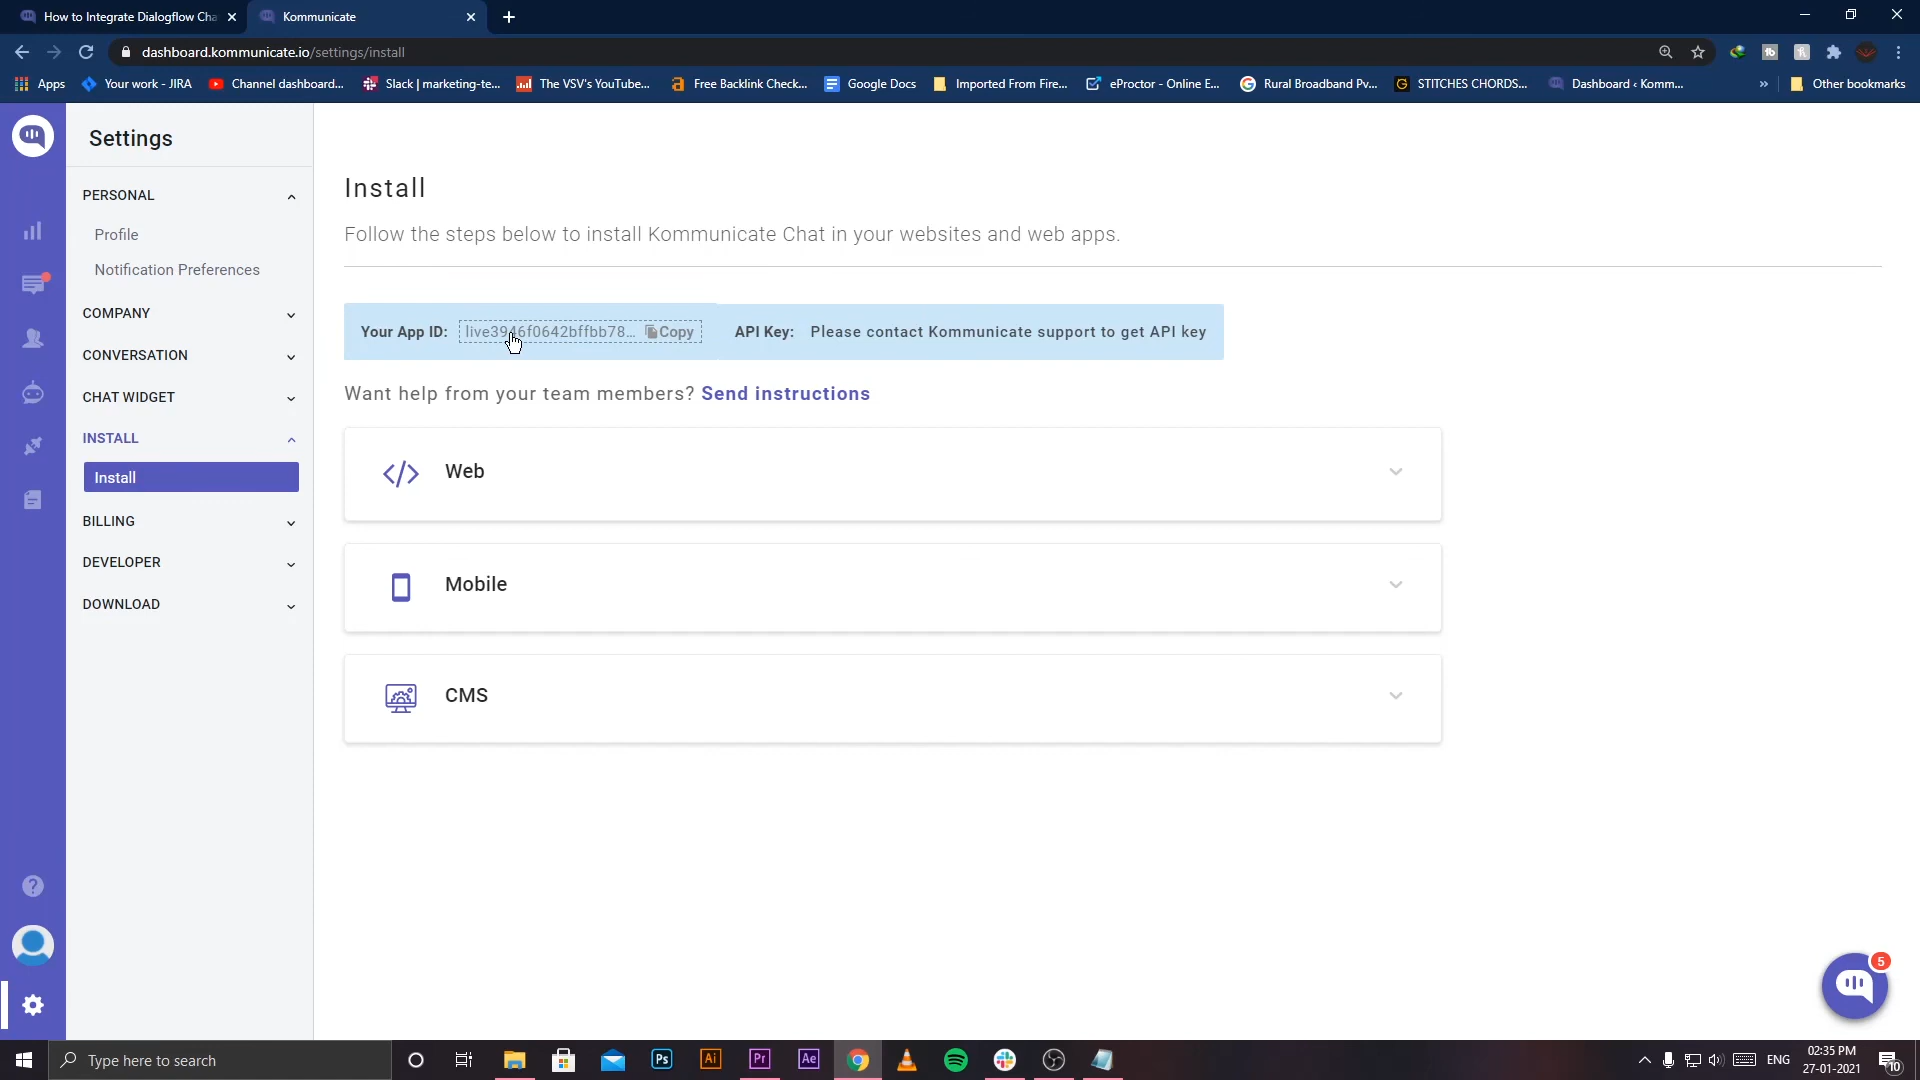 How to Integrate Dialogflow Cha
Kommunicate
dashboard.kommunicate.io/settings/install
Apps
Your work - JIRA
Channel dashboard...
Slack | marketing-te...
The VSV's YouTube...
Free Backlink Check...
Google Docs
Imported From Fire...
eProctor - Online E...
Rural Broadband Pv...
STITCHES CHORDS...
Dashboard ‹ Komm...
»
Other bookmarks
Settings
PERSONAL
Profile
Notification Preferences
COMPANY
CONVERSATION
CHAT WIDGET
INSTALL
Install
BILLING
DEVELOPER
DOWNLOAD
Install
Follow the steps below to install Kommunicate Chat in your websites and web apps.
Your App ID: live3946f0642bffbb78... Copy API Key: Please contact Kommunicate support to get API key
Want help from your team members? Send instructions
Web
Mobile
CMS
5
Type here to search
Ps
Ai
Pr
Ae
ENG
02:35 PM
27-01-2021
10